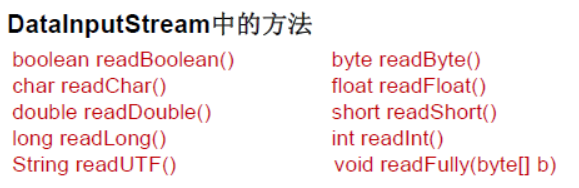 DataInputStream中的方法
boolean readBoolean() byte readByte()
char readChar() float readFloat()
double readDouble() short readShort()
long readLong() int readInt()
String readUTF() void readFully(byte[] b)